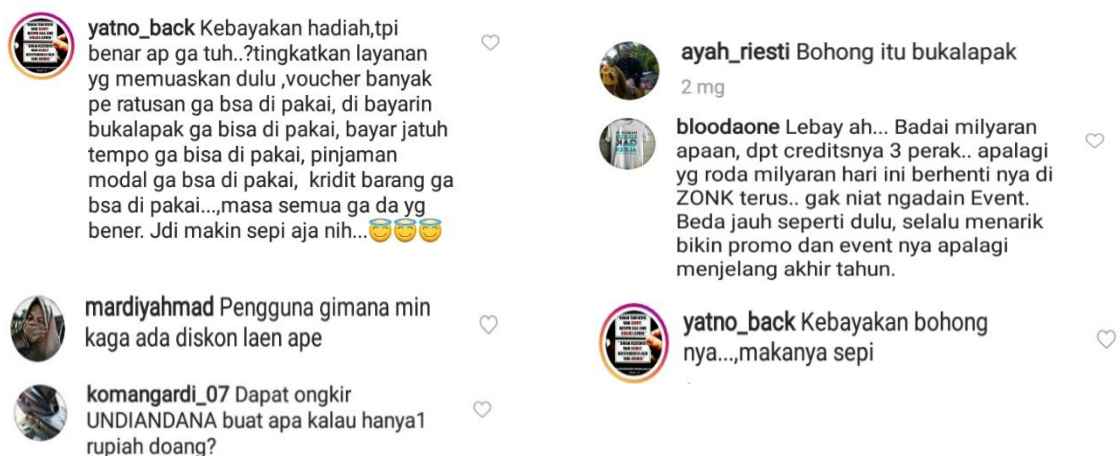 yatno_back Kebayakan hadiah,tpi
benar ap ga tuh..?tingkatkan layanan
yg memuaskan dulu ,voucher banyak
pe ratusan ga bsa di pakai, di bayarin
bukalapak ga bisa di pakai, bayar jatuh
tempo ga bisa di pakai, pinjaman
modal ga bsa di pakai, kridit barang ga
bsa di pakai...,masa semua ga da yg
bener. Jdi makin sepi aja nih...😇😇😇
mardiyahmad Pengguna gimana min
kaga ada diskon laen ape
komangardi_07 Dapat ongkir
UNDIANDANA buat apa kalau hanya1
rupiah doang?
ayah_riesti Bohong itu bukalapak
2 mg
bloodaone Lebay ah... Badai milyaran
apaan, dpt creditsnya 3 perak.. apalagi
yg roda milyaran hari ini berhenti nya di
ZONK terus.. gak niat ngadain Event.
Beda jauh seperti dulu, selalu menarik
bikin promo dan event nya apalagi
menjelang akhir tahun.
yatno_back Kebayakan bohong
nya...,makanya sepi